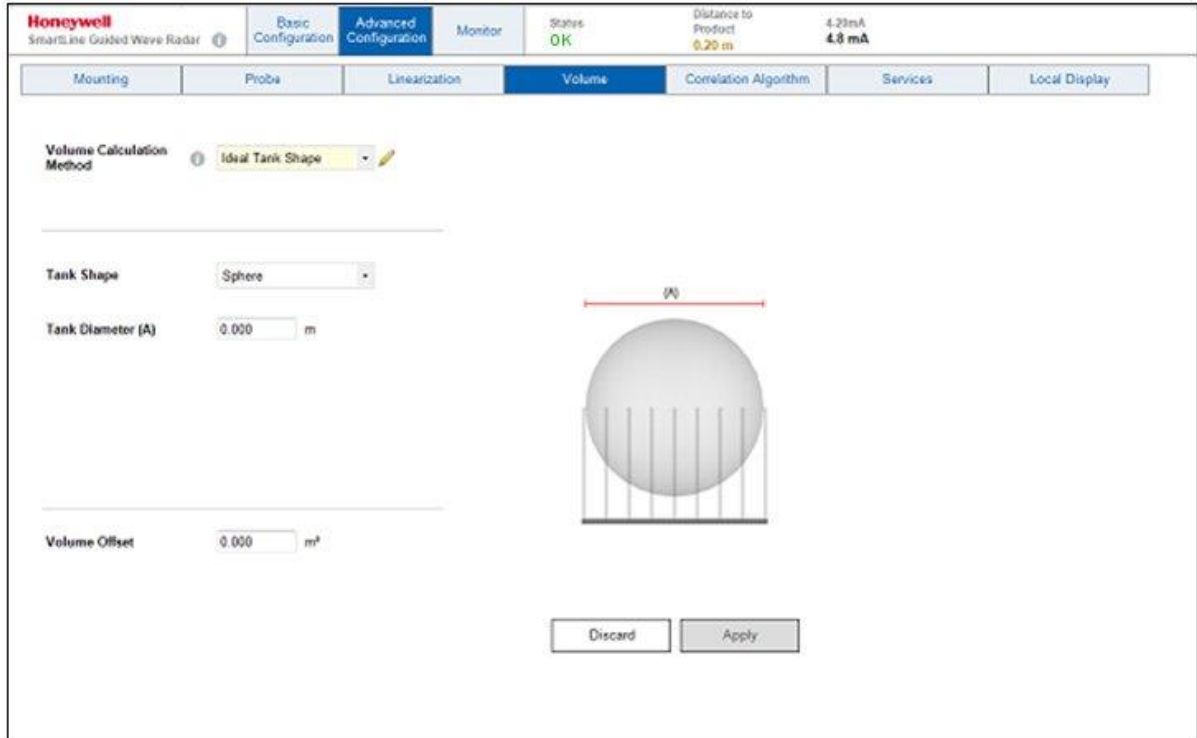 Honeywell
SmartLine Guided Wave Radar
Basic Configuration
Advanced Configuration
Monitor
Status
OK
Distance to Product
0.20 m
4-20mA
4.8 mA
Mounting
Probe
Linearization
Volume
Correlation Algorithm
Services
Local Display
Volume Calculation Method
Ideal Tank Shape
Tank Shape
Sphere
(A)
Tank Diameter (A)
0.000 m
Volume Offset
0.000 m³
Discard
Apply